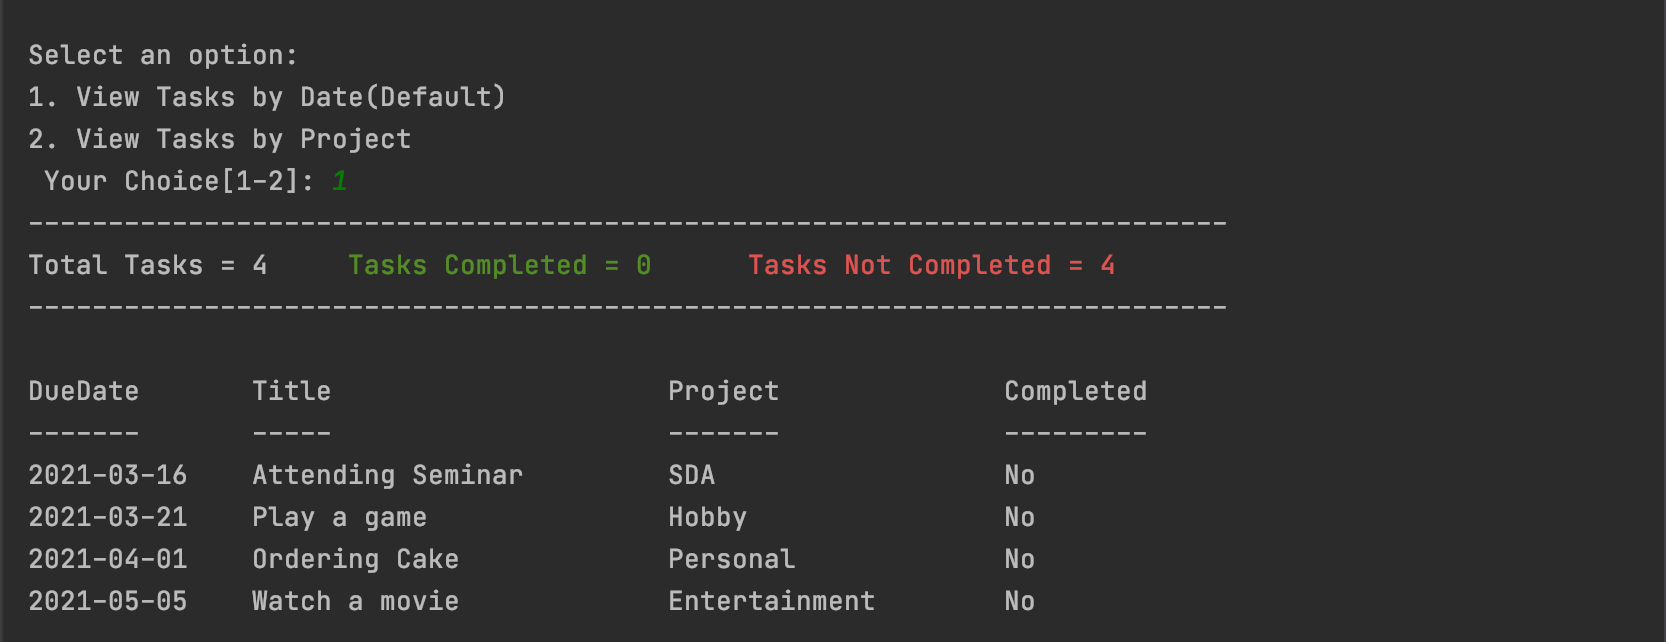 Select an option:
1. View Tasks by Date(Default)
2. View Tasks by Project
 Your Choice[1-2]: 1
---------------------------------------------------------------------------
Total Tasks = 4     Tasks Completed = 0      Tasks Not Completed = 4
---------------------------------------------------------------------------
DueDate       Title                     Project              Completed
-------       -----                     -------              ---------
2021-03-16    Attending Seminar         SDA                  No
2021-03-21    Play a game               Hobby                No
2021-04-01    Ordering Cake             Personal             No
2021-05-05    Watch a movie             Entertainment        No